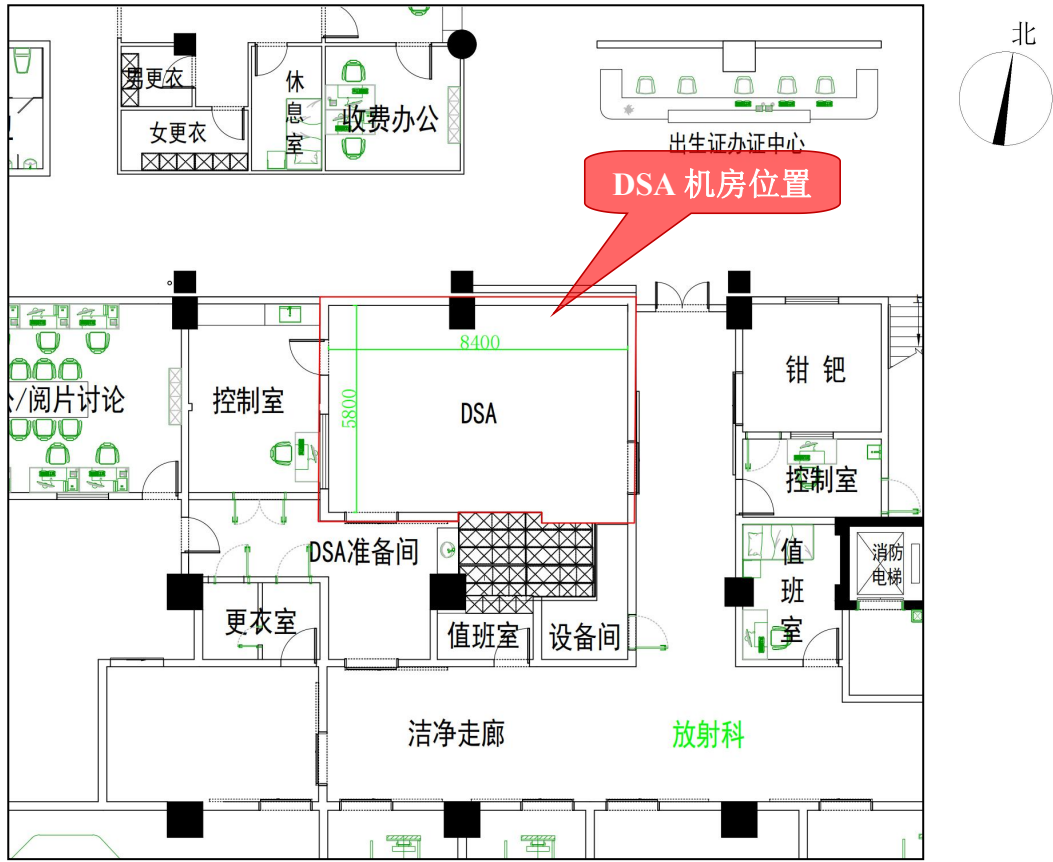 北
男更衣
休息室
收费办公
女更衣
出生证办证中心
DSA 机房位置
8400
5800
/阅片讨论
控制室
DSA
钳 钯
控制室
DSA准备间
值班室
消防电梯
更衣室
值班室
设备间
洁净走廊
放射科